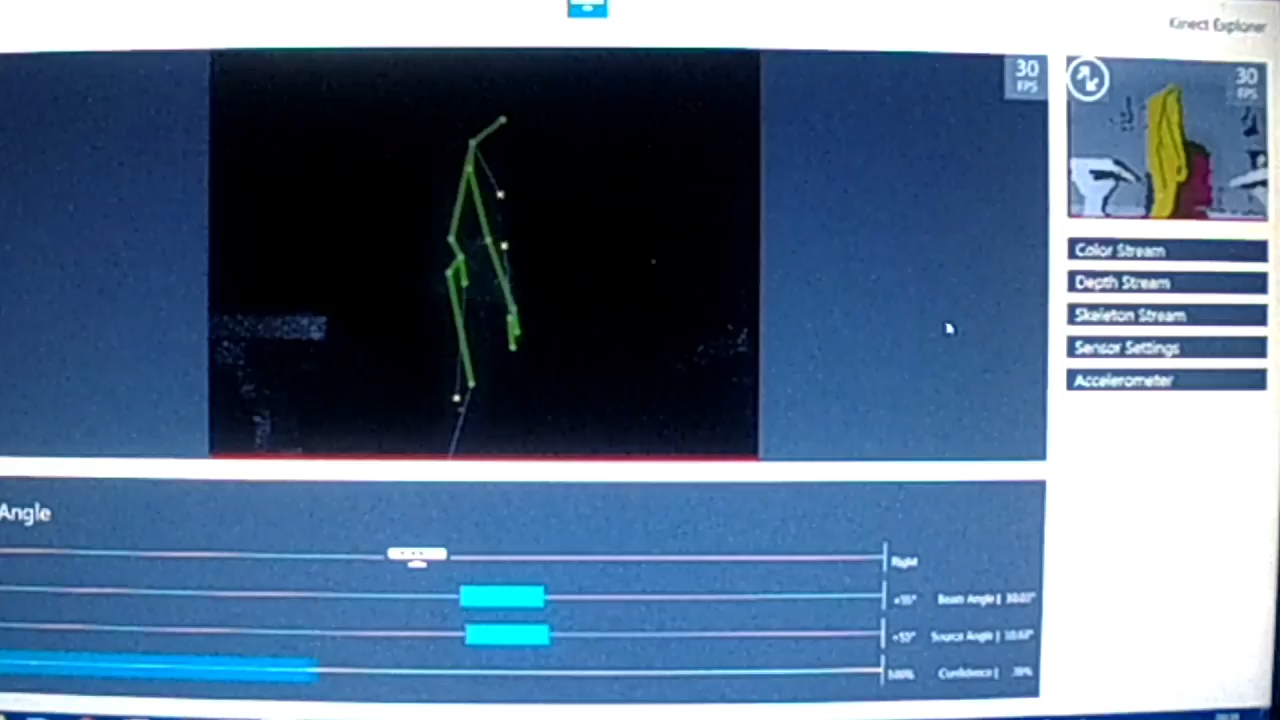 Kinect Explorer
30
FPS
30
FPS
Color Stream
Depth Stream
Skeleton Stream
Sensor Settings
Accelerometer
Angle
Right
Beam Angle |
Source Angle |
100%
Confidence |